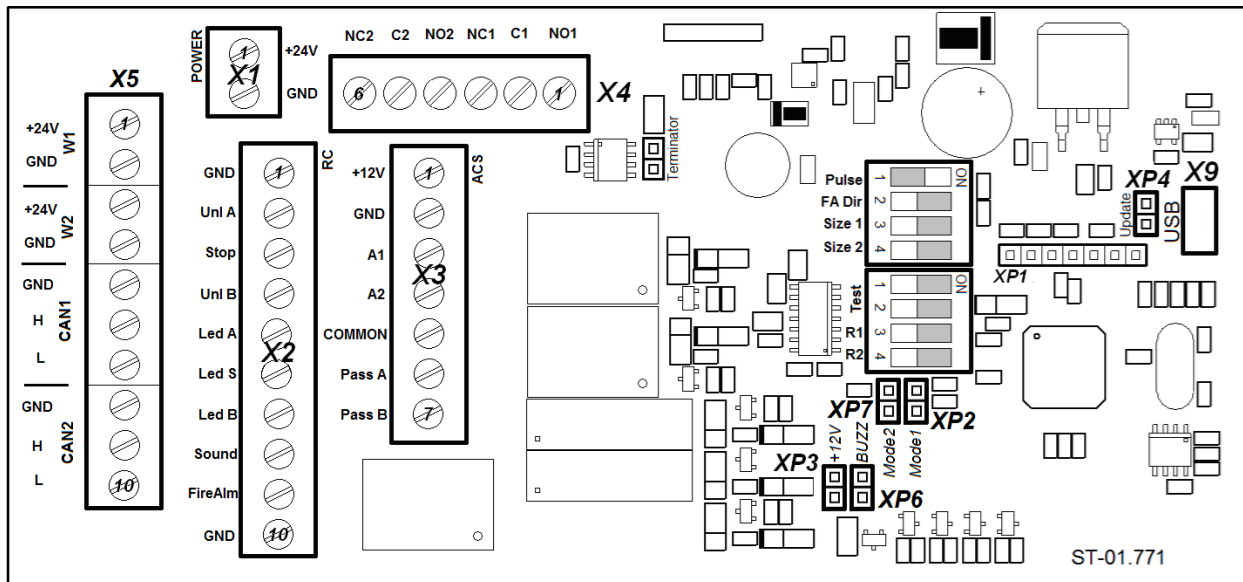 X5
1
+24V
GND
W1
+24V
GND
W2
GND
H
L
CAN1
GND
H
L
CAN2
10
POWER
X1
1
+24V
GND
NC2
C2
NO2
NC1
C1
NO1
6
1
X4
RC
X2
1
GND
Unl A
Stop
Unl B
Led A
Led S
Led B
Sound
FireAlm
GND
10
ACS
X3
1
+12V
GND
A1
A2
COMMON
Pass A
Pass B
7
Terminator
+
Pulse
FA Dir
Size 1
Size 2
1
2
3
4
ON
Test
R1
R2
1
2
3
4
ON
XP4
Update
X9
USB
XP1
XP7
XP2
Mode2
Mode1
XP3
+12V
BUZZ
XP6
ST-01.771